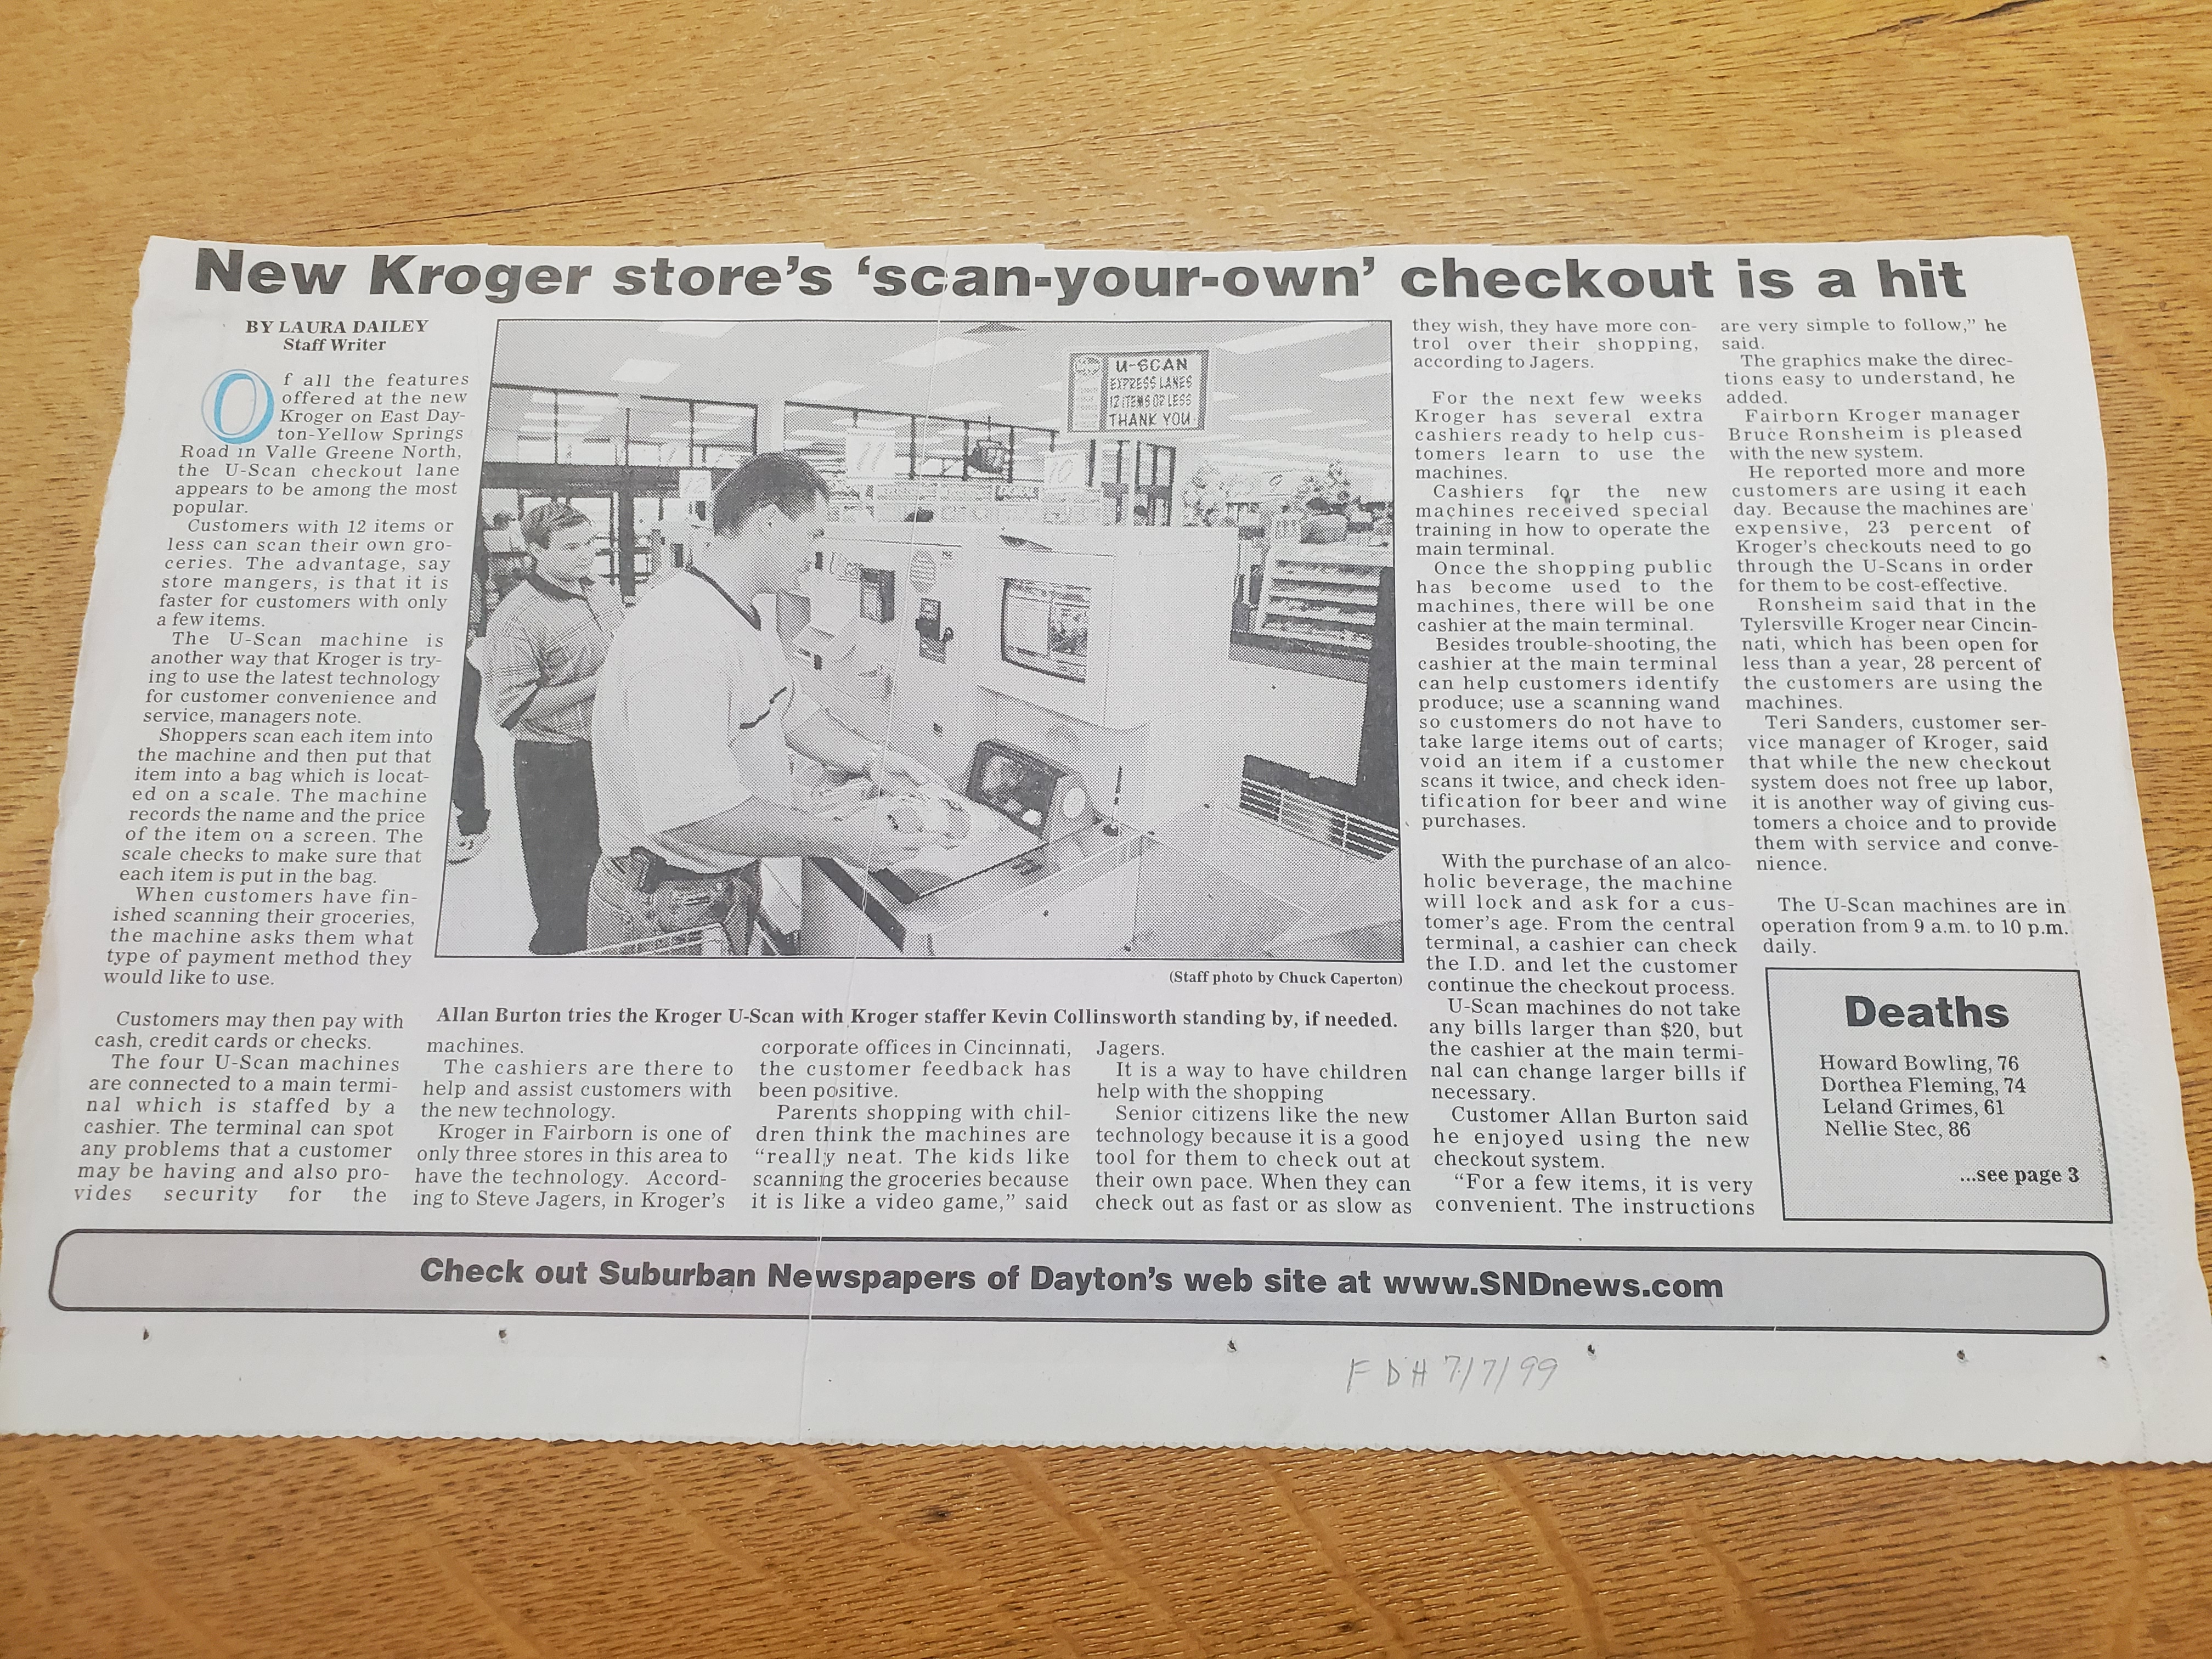 New Kroger store's 'scan-your-own' checkout is a hit
BY LAURA DAILEY
Staff Writer
Of all the features
offered at the new
Kroger on East Day-
ton-Yellow Springs
Road in Valle Greene North,
the U-Scan checkout lane
appears to be among the most
popular.
Customers with 12 items or
less can scan their own gro-
ceries. The advantage, say
store mangers, is that it is
faster for customers with only
a few items.
The U-Scan machine is
another way that Kroger is try-
ing to use the latest technology
for customer convenience and
service, managers note.
Shoppers scan each item into
the machine and then put that
item into a bag which is locat-
ed on a scale. The machine
records the name and the price
of the item on a screen. The
scale checks to make sure that
each item is put in the bag.
When customers have fin-
ished scanning their groceries,
the machine asks them what
type of payment method they
would like to use.
Customers may then pay with
cash, credit cards or checks.
The four U-Scan machines
are connected to a main termi-
nal which is staffed by a
cashier. The terminal can spot
any problems that a customer
may be having and also pro-
vides security for the
U-SCAN
EXPRESS LANES
12 ITEMS OR LESS
THANK YOU
11
10
(Staff photo by Chuck Caperton)
Allan Burton tries the Kroger U-Scan with Kroger staffer Kevin Collinsworth standing by, if needed.
machines.
The cashiers are there to
help and assist customers with
the new technology.
Kroger in Fairborn is one of
only three stores in this area to
have the technology. Accord-
ing to Steve Jagers, in Kroger's
corporate offices in Cincinnati,
the customer feedback has
been positive.
Parents shopping with chil-
dren think the machines are
"really neat. The kids like
scanning the groceries because
it is like a video game," said
Jagers.
It is a way to have children
help with the shopping
Senior citizens like the new
technology because it is a good
tool for them to check out at
their own pace. When they can
check out as fast or as slow as
they wish, they have more con-
trol over their shopping,
according to Jagers.
For the next few weeks
Kroger has several extra
cashiers ready to help cus-
tomers learn to use the
machines.
Cashiers for the new
machines received special
training in how to operate the
main terminal.
Once the shopping public
has become used to the
machines, there will be one
cashier at the main terminal.
Besides trouble-shooting, the
cashier at the main terminal
can help customers identify
produce; use a scanning wand
so customers do not have to
take large items out of carts;
void an item if a customer
scans it twice, and check iden-
tification for beer and wine
purchases.
With the purchase of an alco-
holic beverage, the machine
will lock and ask for a cus-
tomer's age. From the central
terminal, a cashier can check
the I.D. and let the customer
continue the checkout process.
U-Scan machines do not take
any bills larger than $20, but
the cashier at the main termi-
nal can change larger bills if
necessary.
Customer Allan Burton said
he enjoyed using the new
checkout system.
"For a few items, it is very
convenient. The instructions
are very simple to follow," he
said.
The graphics make the direc-
tions easy to understand, he
added.
Fairborn Kroger manager
Bruce Ronsheim is pleased
with the new system.
He reported more and more
customers are using it each
day. Because the machines are
expensive, 23 percent of
Kroger's checkouts need to go
through the U-Scans in order
for them to be cost-effective.
Ronsheim said that in the
Tylersville Kroger near Cincin-
nati, which has been open for
less than a year, 28 percent of
the customers are using the
machines.
Teri Sanders, customer ser-
vice manager of Kroger, said
that while the new checkout
system does not free up labor,
it is another way of giving cus-
tomers a choice and to provide
them with service and conve-
nience.
The U-Scan machines are in
operation from 9 a.m. to 10 p.m.
daily.
Deaths
Howard Bowling, 76
Dorthea Fleming, 74
Leland Grimes, 61
Nellie Stec, 86
...see page 3
Check out Suburban Newspapers of Dayton's web site at www.SNDnews.com
FDH 7/7/99